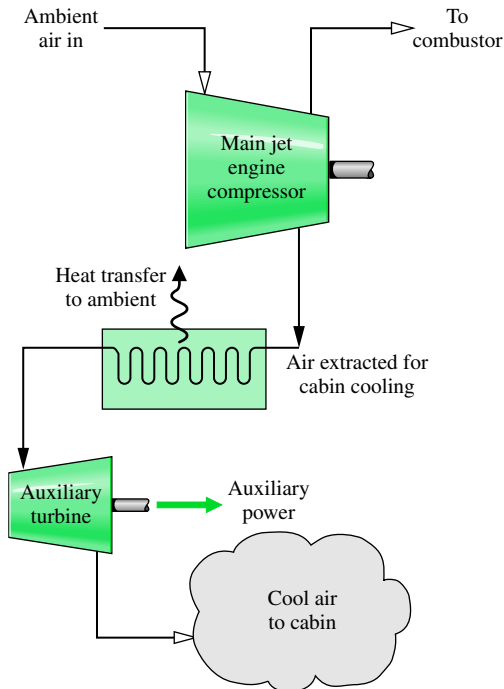 Ambient
air in
To
combustor
Main jet
engine
compressor
Heat transfer
to ambient
Air extracted for
cabin cooling
Auxiliary
turbine
Auxiliary
power
Cool air
to cabin